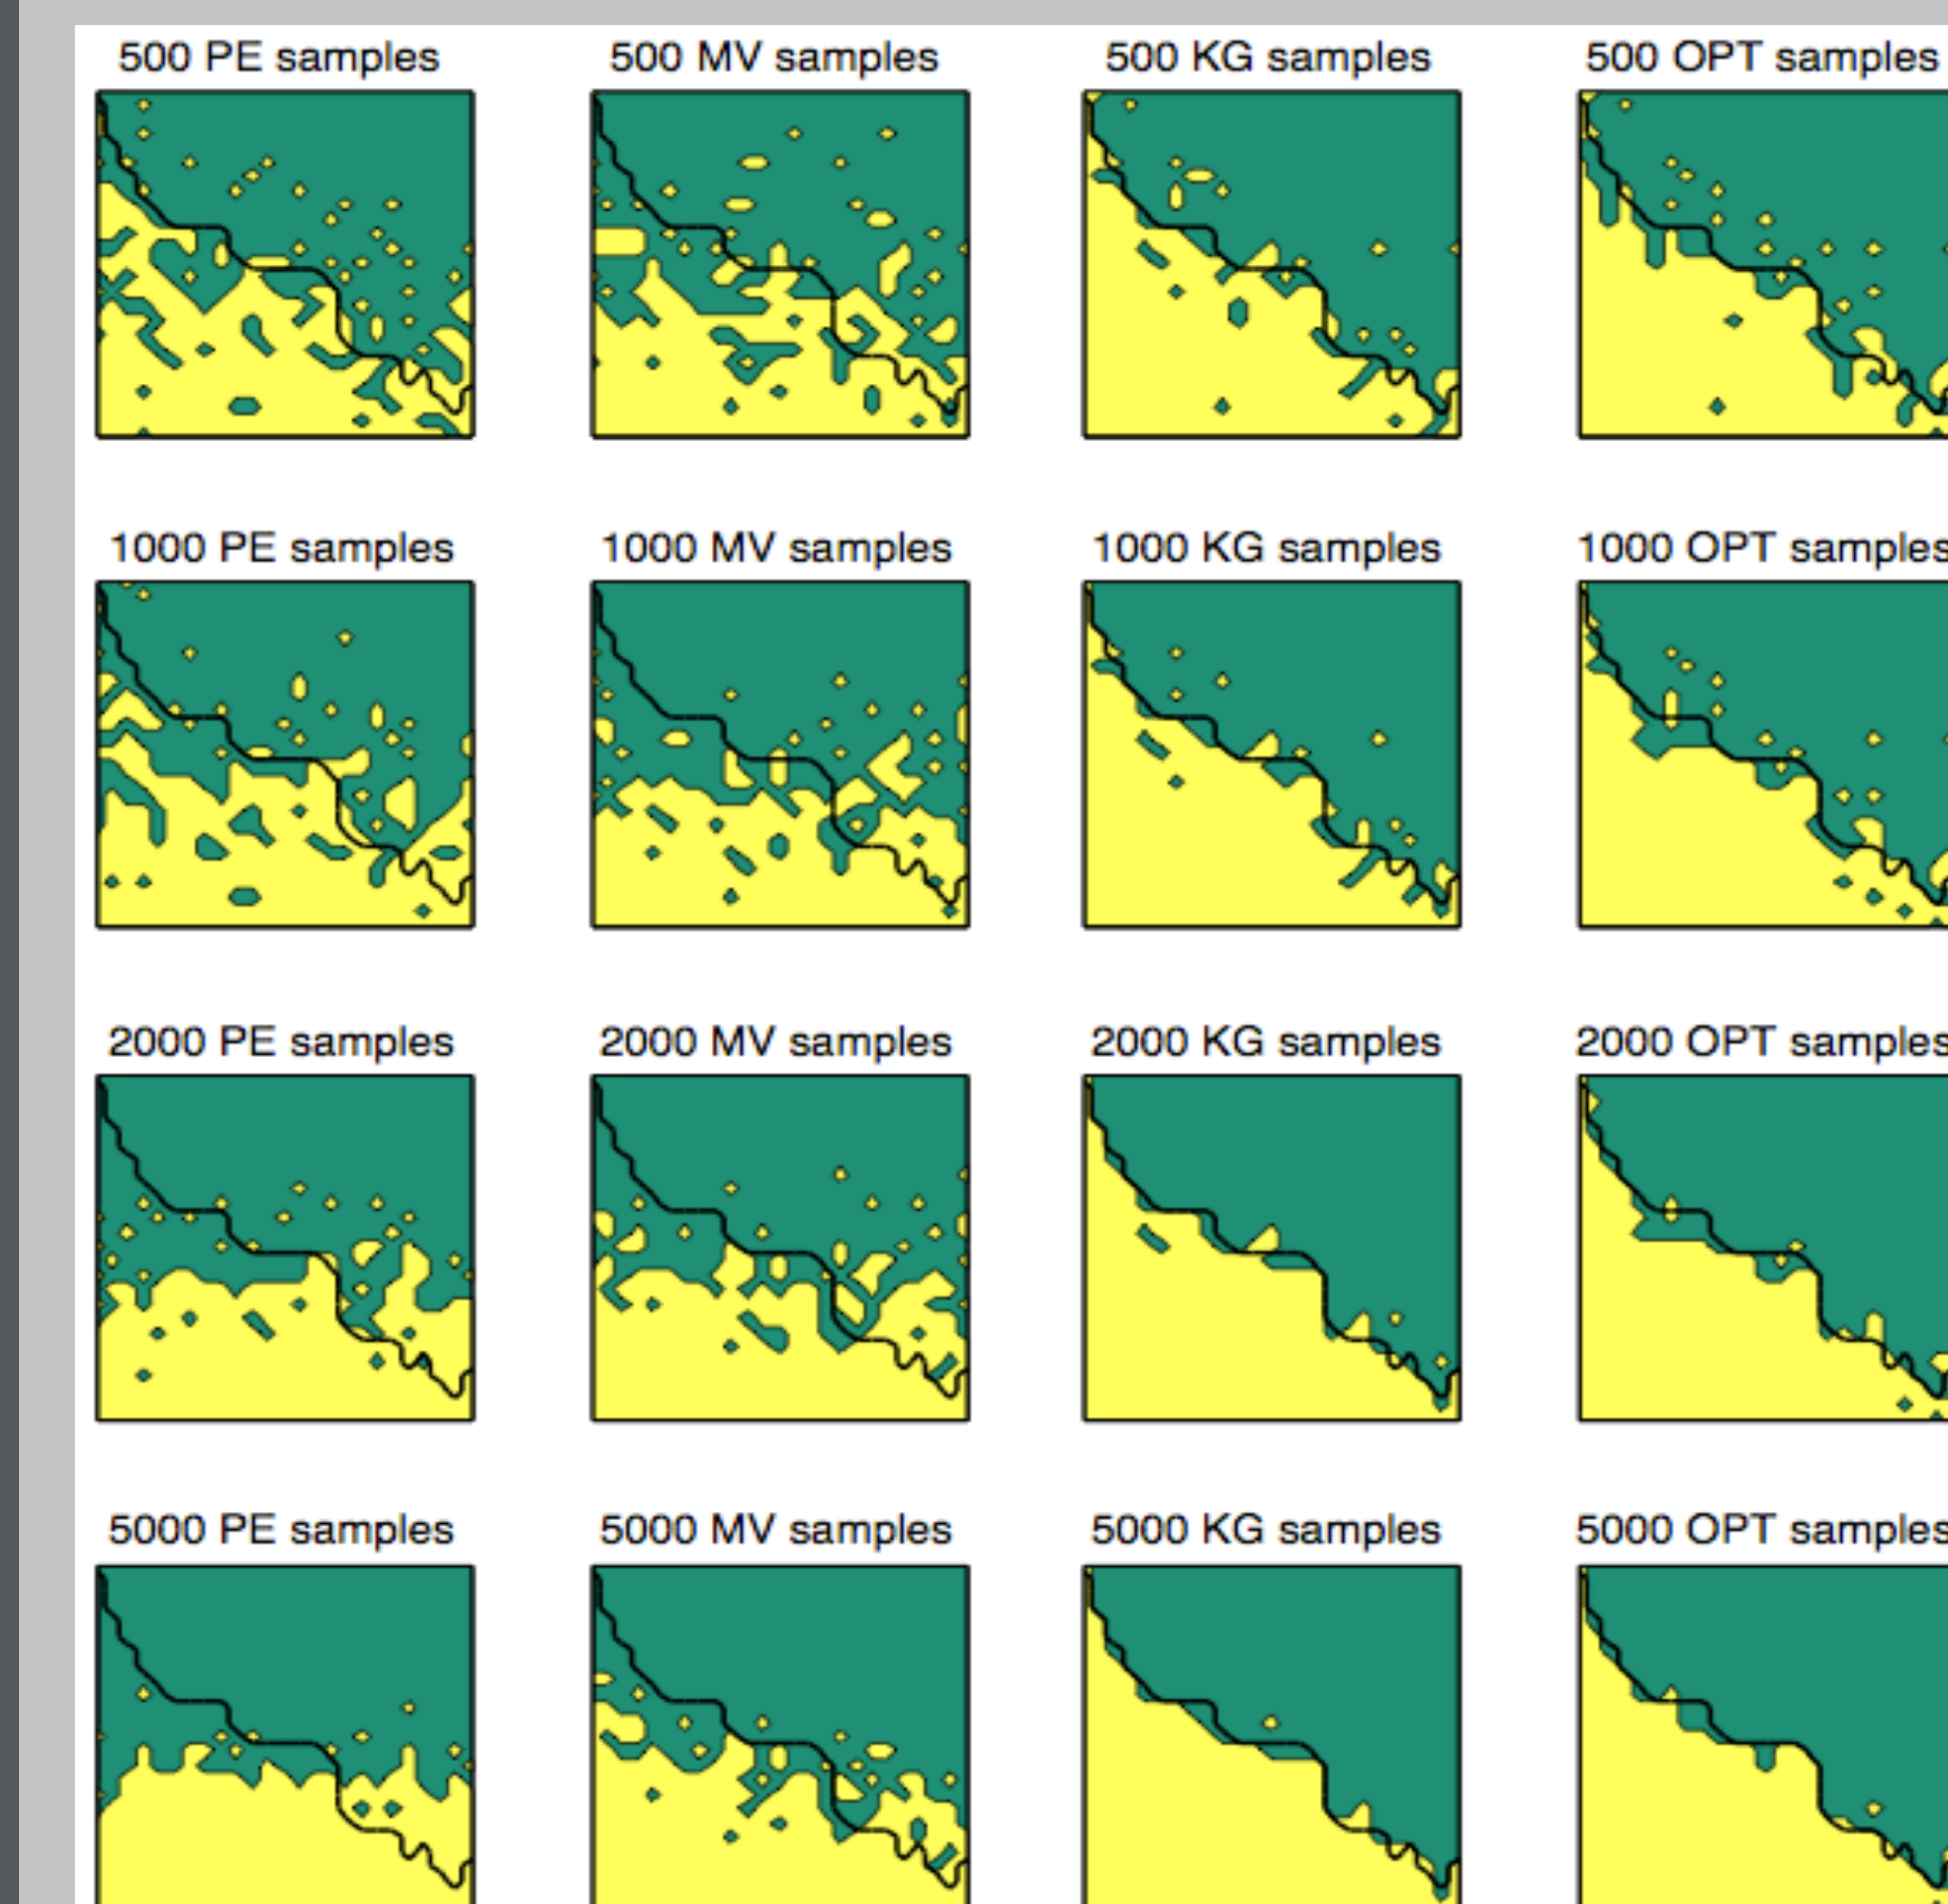 500 PE samples
500 MV samples
500 KG samples
500 OPT samples
1000 PE samples
1000 MV samples
1000 KG samples
1000 OPT samples
2000 PE samples
2000 MV samples
2000 KG samples
2000 OPT samples
5000 PE samples
5000 MV samples
5000 KG samples
5000 OPT samples